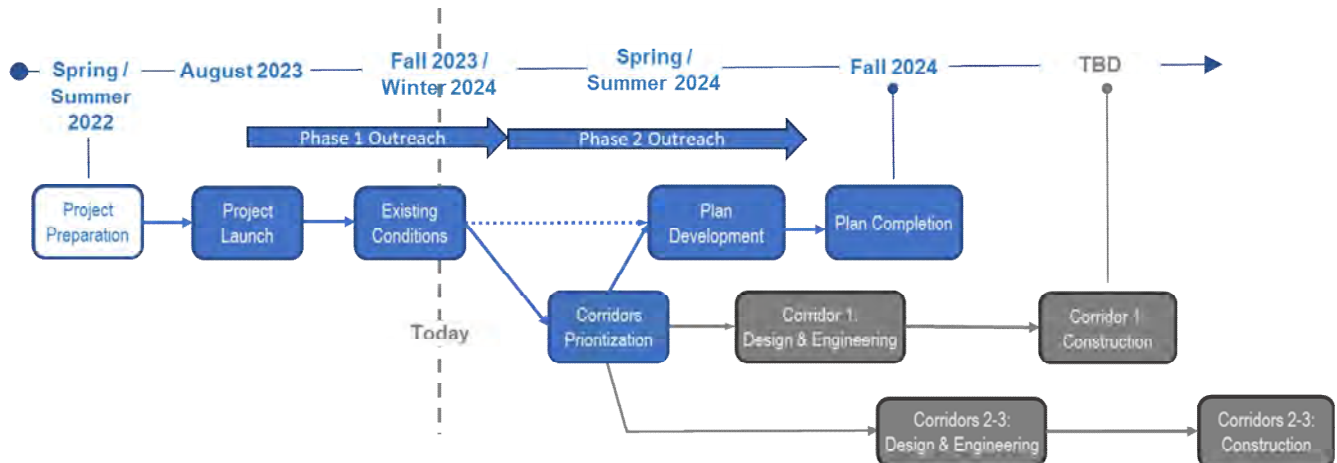 Spring /
Summer
2022
August 2023
Fall 2023 /
Winter 2024
Spring /
Summer 2024
Fall 2024
TBD
Phase 1 Outreach
Phase 2 Outreach
Project
Preparation
Project
Launch
Existing
Conditions
Plan
Development
Plan Completion
Today
Corridors
Prioritization
Corridor 1:
Design & Engineering
Corridor 1
Construction
Corridors 2-3:
Design & Engineering
Corridors 2-3:
Construction